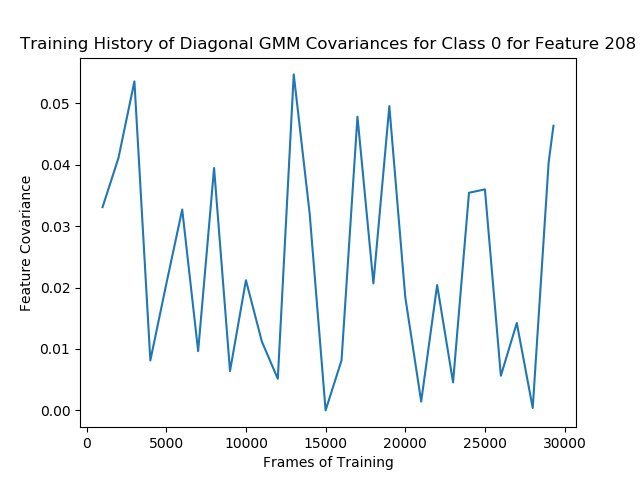 Training History of Diagonal GMM Covariances for Class 0 for Feature 208
0.05
0.04
0.03
0.02
0.01
0.00
Feature Covariance
0 5000 10000 15000 20000 25000 30000
Frames of Training